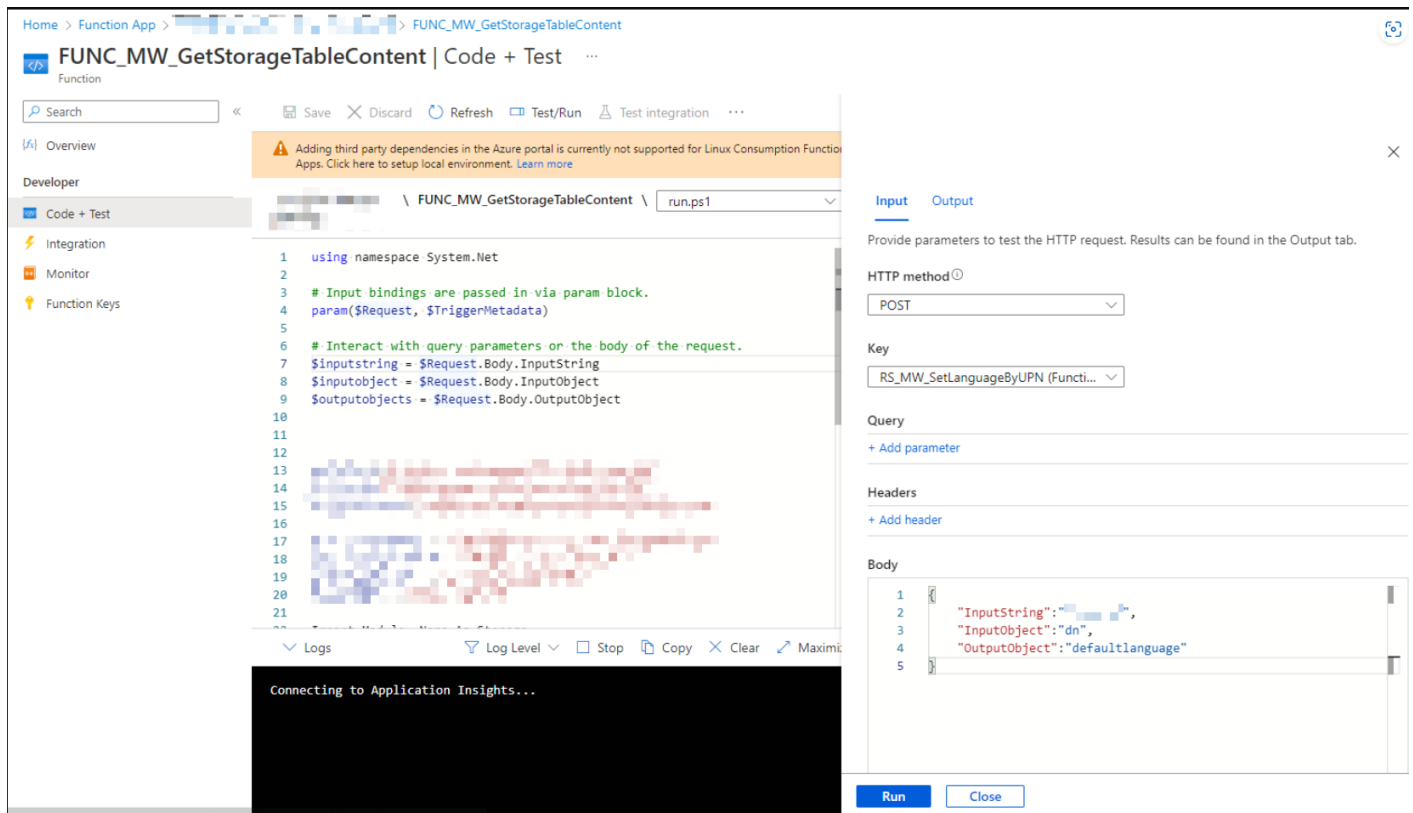 Home > Function App > > FUNC_MW_GetStorageTableContent
FUNC_MW_GetStorageTableContent | Code + Test ...
Function
Search «
Overview
Developer
Code + Test
Integration
Monitor
Function Keys
Save Discard Refresh Test/Run Test integration ...
Adding third party dependencies in the Azure portal is currently not supported for Linux Consumption Function
Apps. Click here to setup local environment. Learn more
\ FUNC_MW_GetStorageTableContent \ run.ps1
1 using namespace System.Net
2
3 # Input bindings are passed in via param block.
4 param($Request, $TriggerMetadata)
5
6 # Interact with query parameters or the body of the request.
7 $inputstring = $Request.Body.InputString
8 $inputobject = $Request.Body.InputObject
9 $outputobjects = $Request.Body.OutputObject
10
11
12
13
14
15
16
17
18
19
20
21
Logs Log Level Stop Copy Clear Maximi
Connecting to Application Insights...
Input Output
Provide parameters to test the HTTP request. Results can be found in the Output tab.
HTTP method
POST
Key
RS_MW_SetLanguageByUPN (Functi...
Query
+ Add parameter
Headers
+ Add header
Body
1 {
2 "InputString":" ",
3 "InputObject":"dn",
4 "OutputObject":"defaultlanguage"
5 }
Run Close